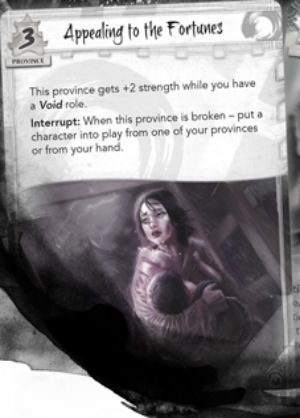 3
Appealing to the Fortunes
PROVINCE
This province gets +2 strength while you have
a Void role.
Interrupt: When this province is broken – put a
character into play from one of your provinces
or from your hand.